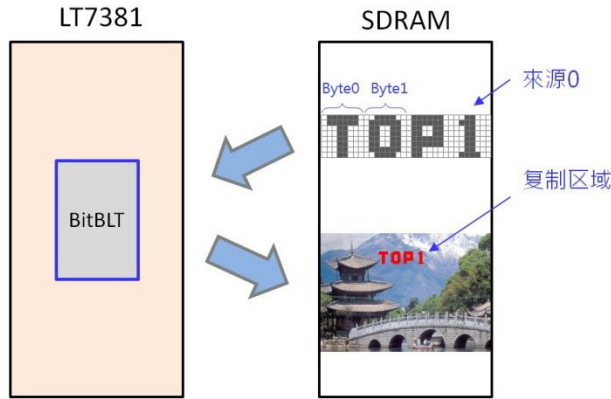 LT7381
SDRAM
來源0
Byte0 Byte1
TOP1
复制区域
BitBLT
TOP1